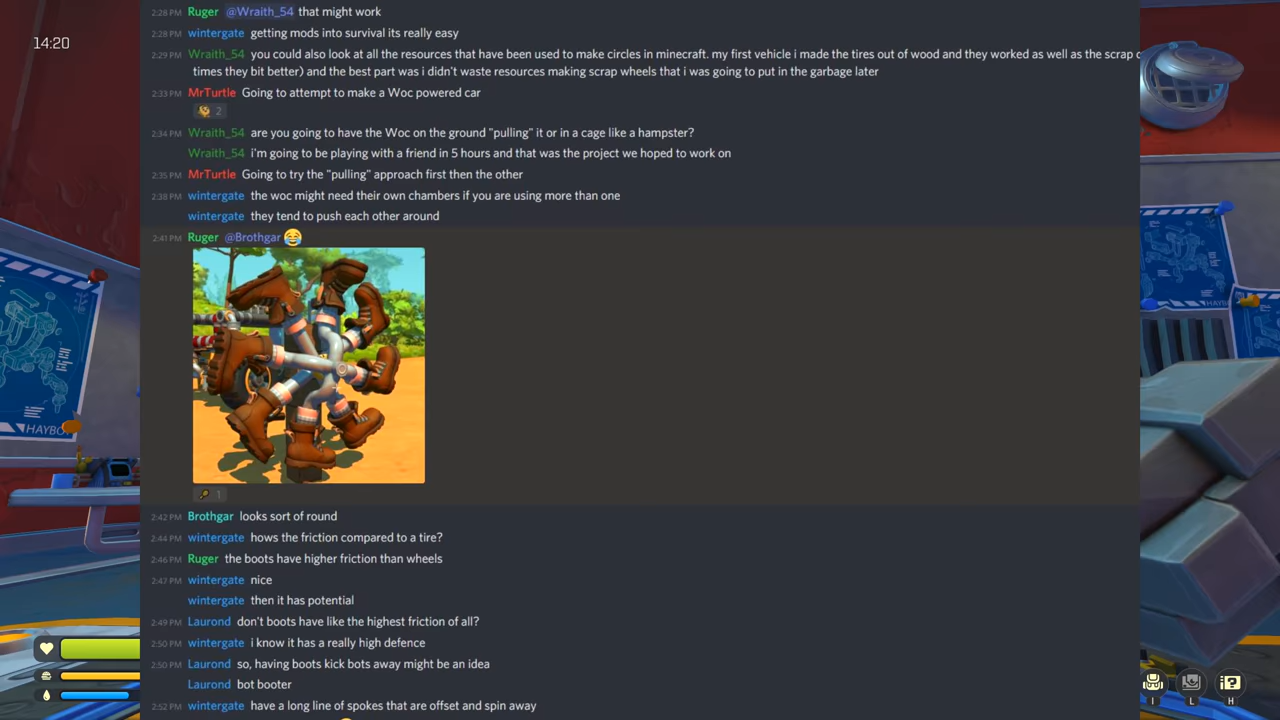 14:20
2:28 PM Ruger @Wraith_54 that might work
2:28 PM wintergate getting mods into survival its really easy
2:29 PM Wraith_54 you could also look at all the resources that have been used to make circles in minecraft. my first vehicle i made the tires out of wood and they worked as well as the scrap
times they bit better) and the best part was i didn't waste resources making scrap wheels that i was going to put in the garbage later
2:33 PM MrTurtle Going to attempt to make a Woc powered car
2
2:34 PM Wraith_54 are you going to have the Woc on the ground "pulling" it or in a cage like a hampster?
Wraith_54 i'm going to be playing with a friend in 5 hours and that was the project we hoped to work on
2:35 PM MrTurtle Going to try the "pulling" approach first then the other
2:38 PM wintergate the woc might need their own chambers if you are using more than one
wintergate they tend to push each other around
2:41 PM Ruger @Brothgar 😂
1
2:42 PM Brothgar looks sort of round
2:44 PM wintergate hows the friction compared to a tire?
2:46 PM Ruger the boots have higher friction than wheels
2:47 PM wintergate nice
wintergate then it has potential
2:49 PM Laurond don't boots have like the highest friction of all?
2:50 PM wintergate i know it has a really high defence
2:50 PM Laurond so, having boots kick bots away might be an idea
Laurond bot booter
2:52 PM wintergate have a long line of spokes that are offset and spin away
HAYBO
HAYBO
I
L
H